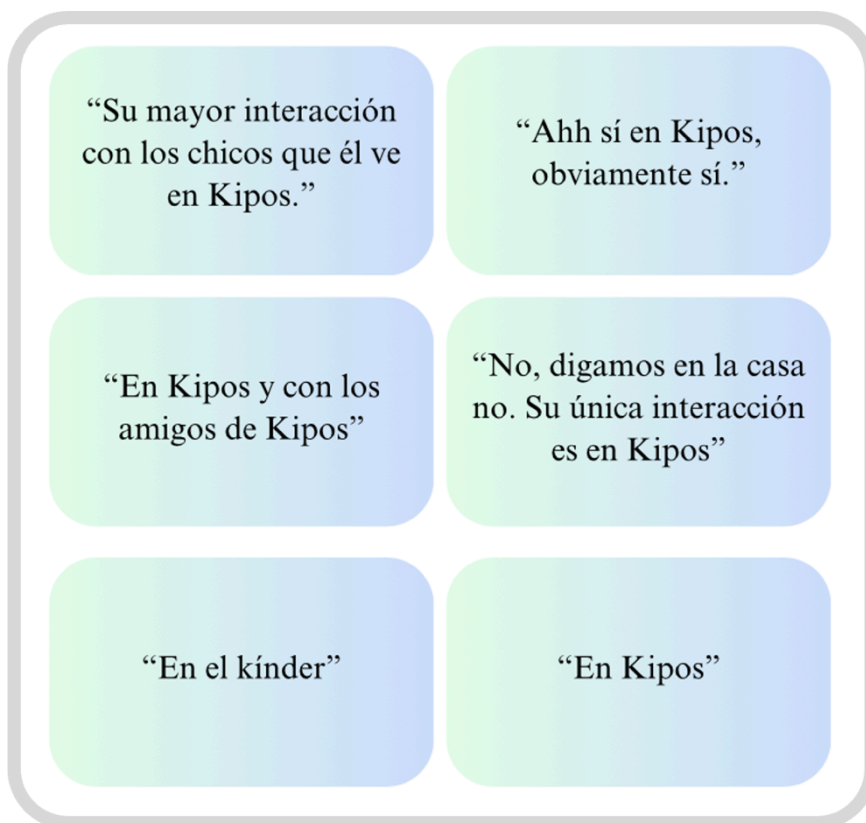 “Su mayor interacción
con los chicos que él ve
en Kipos.”
“Ahh sí en Kipos,
obviamente sí.”
“En Kipos y con los
amigos de Kipos”
“No, digamos en la casa
no. Su única interacción
es en Kipos”
“En el kínder”
“En Kipos”